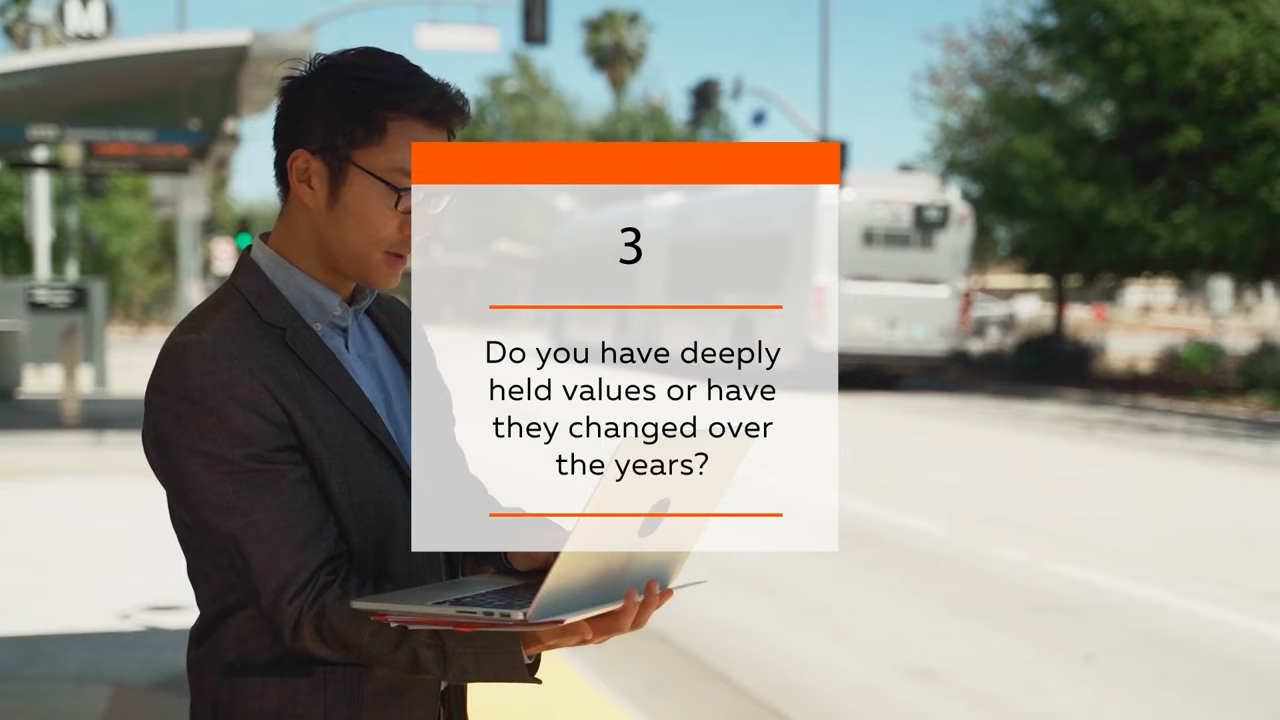 M
3
Do you have deeply
held values or have
they changed over
the years?